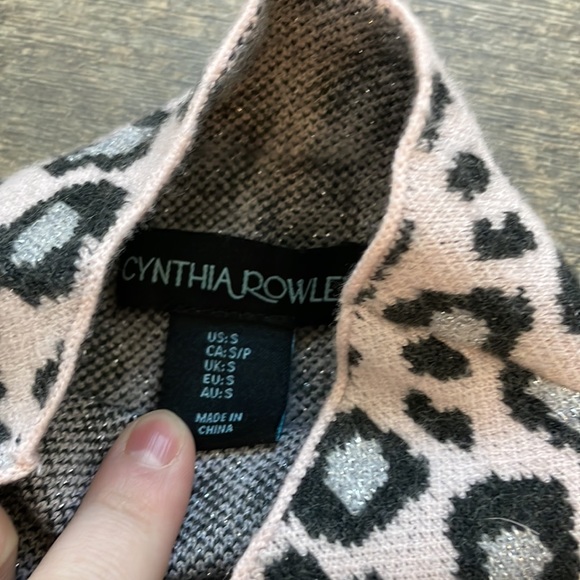 CYNTHIA ROWLE
US: S
CA: S/P
UK: S
EU: S
AU: S
MADE IN
CHINA